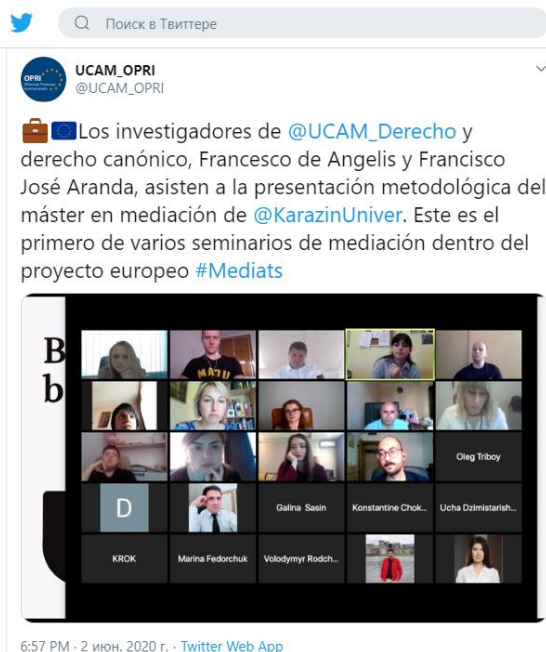 Поиск в Твиттере
OPRI
UCAM_OPRI
@UCAM_OPRI
Los investigadores de @UCAM_Derecho y
derecho canónico, Francesco de Angelis y Francisco
José Aranda, asisten a la presentación metodológica del
máster en mediación de @KarazinUniver. Este es el
primero de varios seminarios de mediación dentro del
proyecto europeo #Mediats
B
b
Oleg Triboy
D
Galina Sasin
Konstantine Chok...
Ucha Dzimistarish...
KROK
Marina Fedorchuk
Volodymyr Rodch...
6:57 PM · 2 июн. 2020 г. · Twitter Web App